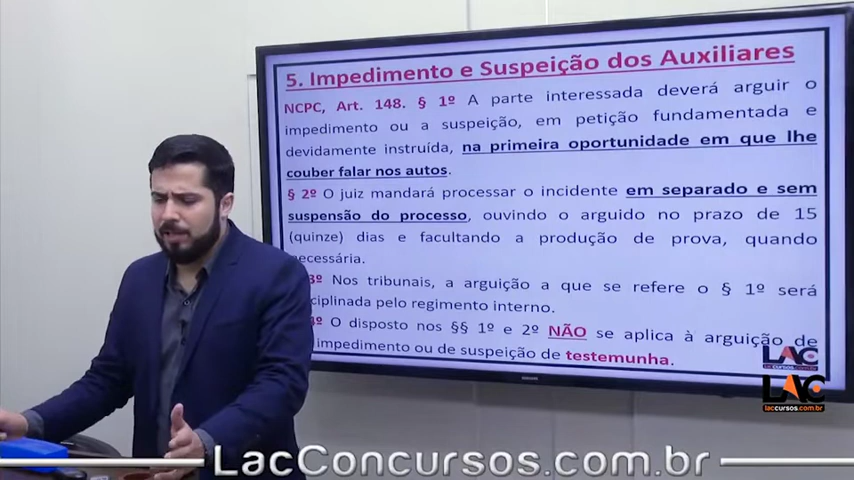 5. Impedimento e Suspeição dos Auxiliares
NCPC, Art. 148. § 1º A parte interessada deverá arguir o
impedimento ou a suspeição, em petição fundamentada e
devidamente instruída, na primeira oportunidade em que lhe
couber falar nos autos.
§ 2º O juiz mandará processar o incidente em separado e sem
suspensão do processo, ouvindo o arguido no prazo de 15
(quinze) dias e facultando a produção de prova, quando
necessária.
3º Nos tribunais, a arguição a que se refere o § 1º será
ciplinada pelo regimento interno.
º O disposto nos §§ 1º e 2º NÃO se aplica à arguição de
impedimento ou de suspeição de testemunha.
LAC
LAC
laccursos.com.br
LacConcursos.com.br